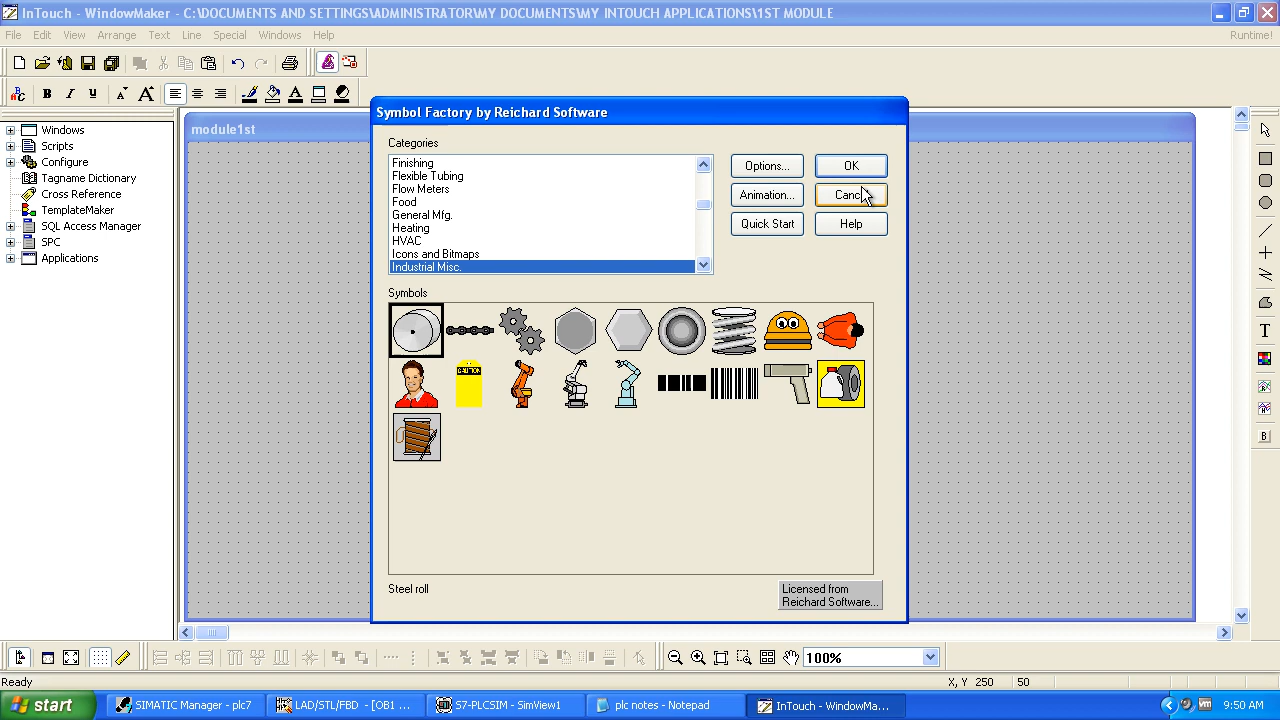 InTouch - WindowMaker - C:\DOCUMENTS AND SETTINGS\ADMINISTRATOR\MY DOCUMENTS\MY INTOUCH APPLICATIONS\1ST MODULE
File Edit View Arrange Text Line Special Windows Help Runtime!
B I U A A A
module1st
Windows
Scripts
Configure
Tagname Dictionary
Cross Reference
TemplateMaker
SQL Access Manager
SPC
Applications
Symbol Factory by Reichard Software
Categories
Finishing
Flexible Tubing
Flow Meters
Food
General Mfg.
Heating
HVAC
Icons and Bitmaps
Industrial Misc.
Options... OK
Animation...
Quick Start Help
Symbols
CAUTION
Steel roll
Licensed from
Reichard Software...
T
B
100%
Ready X, Y 250 50
start SIMATIC Manager - plc7 LAD/STL/FBD - [OB1 ... S7-PLCSIM - SimView1 plc notes - Notepad InTouch - WindowMa... 9:50 AM